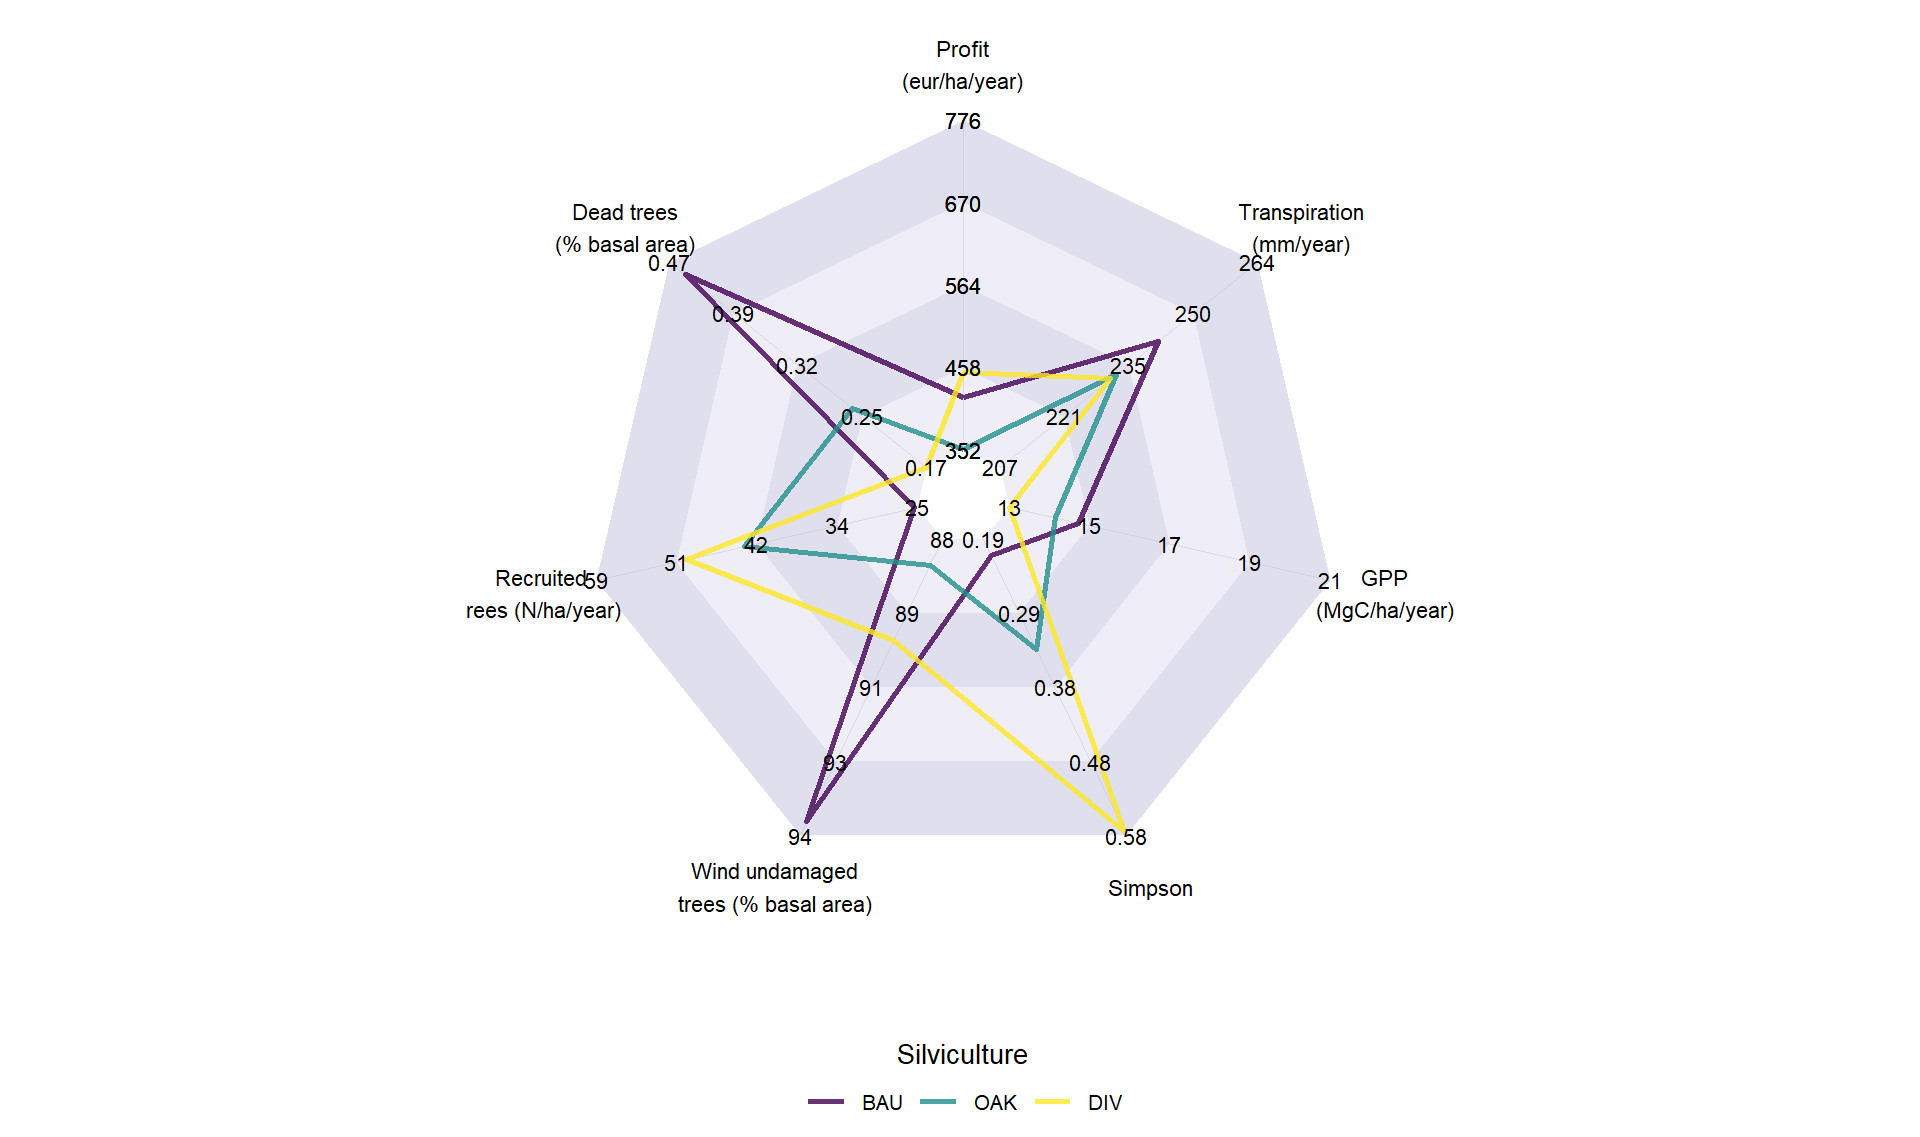 Profit
(eur/ha/year)
776
670
564
458
352
Transpiration
(mm/year)
264
250
235
221
207
GPP
(MgC/ha/year)
13
15
17
19
21
0.19
0.29
0.38
0.48
0.58
Simpson
88
89
91
93
94
Wind undamaged
trees (% basal area)
25
34
42
51
59
Recruited
rees (N/ha/year)
Dead trees
(% basal area)
0.47
0.39
0.32
0.25
0.17
Silviculture
BAU OAK DIV